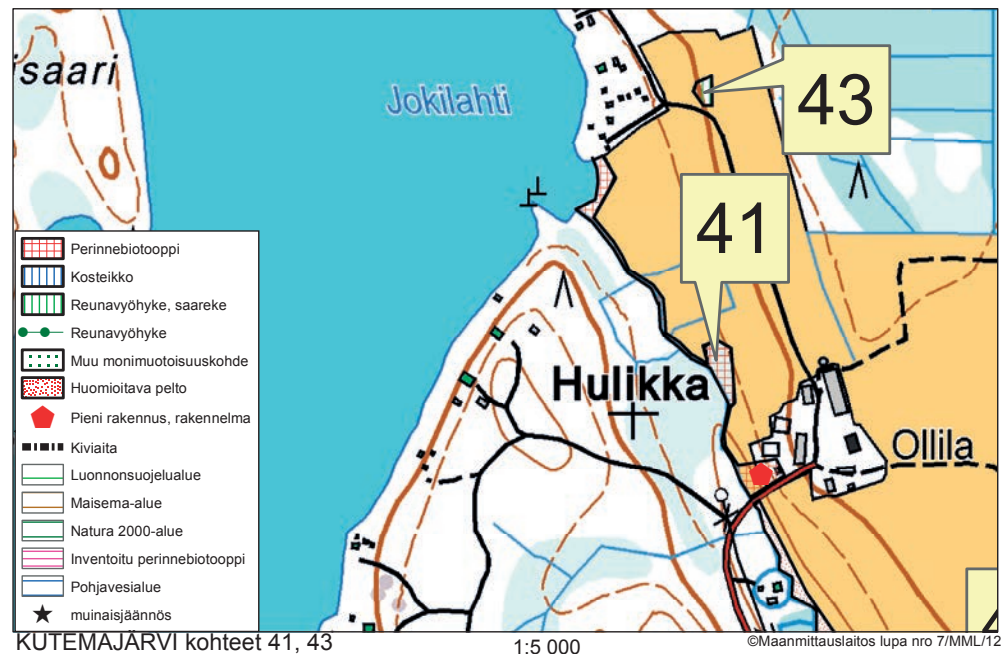 isaari
Jokilahti
43
41
Hulikka
Ollila
Perinnebiotooppi
Kosteikko
Reunavyöhyke, saareke
Reunavyöhyke
Muu monimuotoisuuskohde
Huomioitava pelto
Pieni rakennus, rakennelma
Kiviaita
Luonnonsuojelualue
Maisema-alue
Natura 2000-alue
Inventoitu perinnebiotooppi
Pohjavesialue
muinaisjäännös
KUTEMAJÄRVI kohteet 41, 43
1:5 000
©Maanmittauslaitos lupa nro 7/MML/12